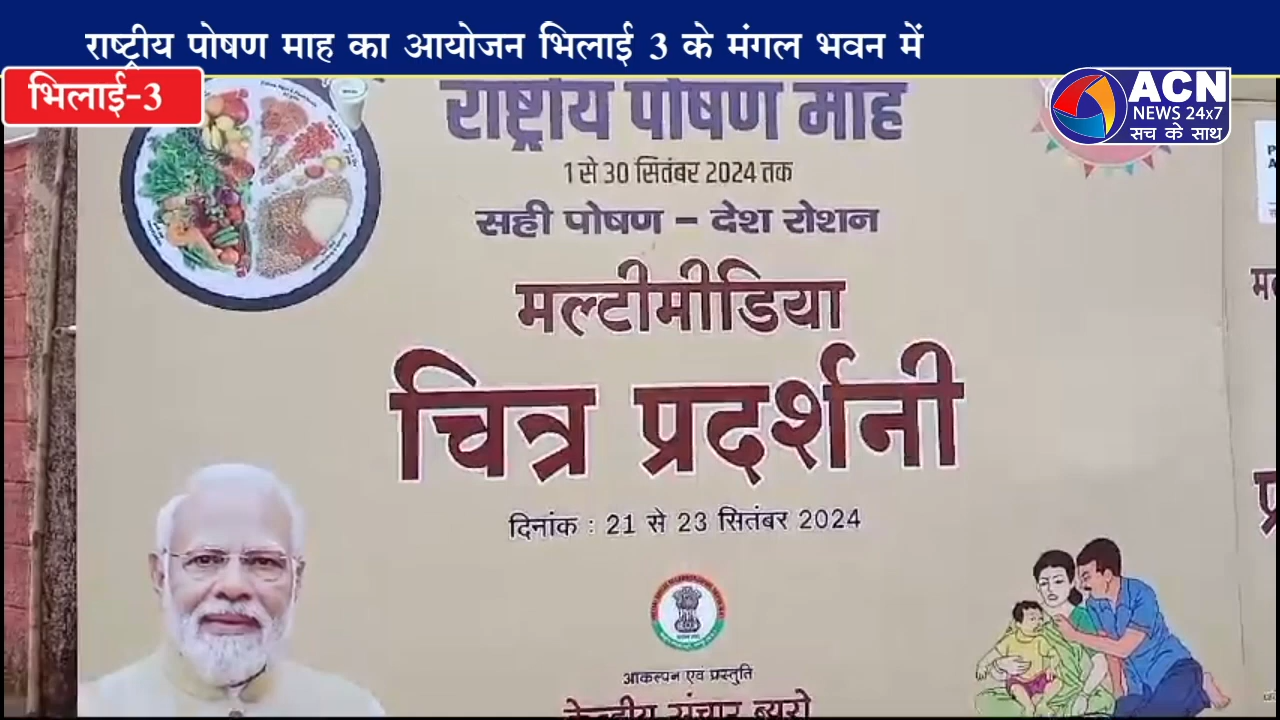 राष्ट्रीय पोषण माह का आयोजन भिलाई 3 के मंगल भवन में
भिलाई-3
ACN
NEWS 24x7
सच के साथ
राष्ट्रीय पोषण माह
1 से 30 सितंबर 2024 तक
सही पोषण – देश रोशन
मल्टीमीडिया
चित्र प्रदर्शनी
दिनांक : 21 से 23 सितंबर 2024
आकल्पन एवं प्रस्तुति
केन्द्रीय संचार ब्यूरो